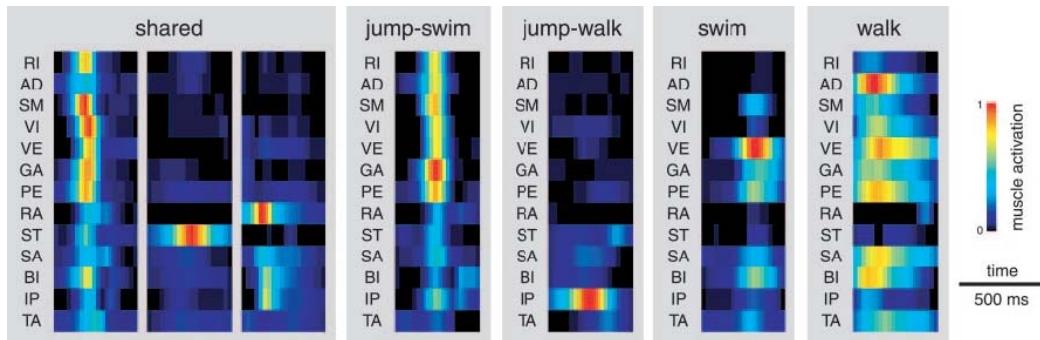 shared
jump-swim
jump-walk
swim
walk
RI
AD
SM
VI
VE
GA
PE
RA
ST
SA
BI
IP
TA
RI
AD
SM
VI
VE
GA
PE
RA
ST
SA
BI
IP
TA
RI
AD
SM
VI
VE
GA
PE
RA
ST
SA
BI
IP
TA
RI
AD
SM
VI
VE
GA
PE
RA
ST
SA
BI
IP
TA
RI
AD
SM
VI
VE
GA
PE
RA
ST
SA
BI
IP
TA
1
0
muscle activation
time
500 ms